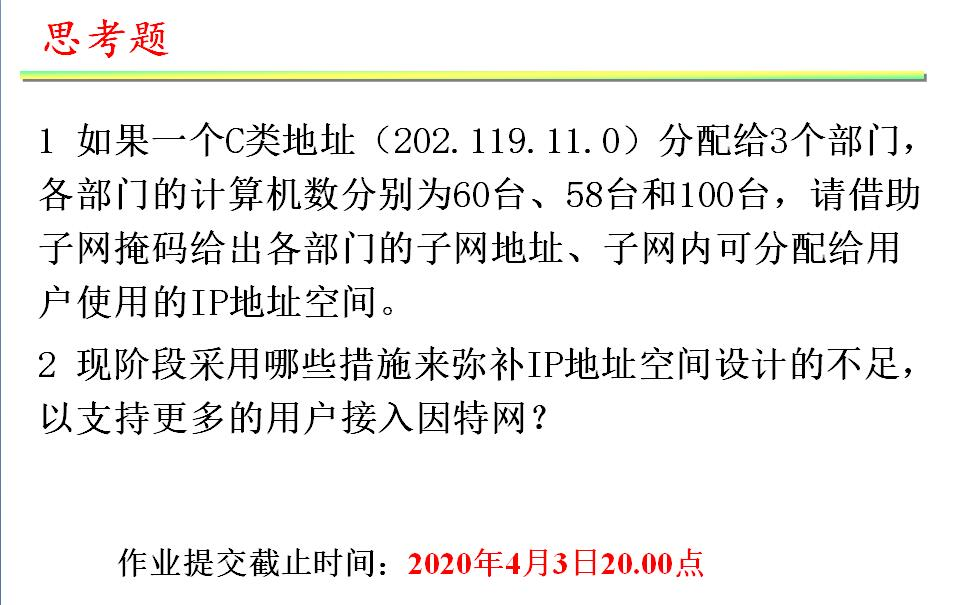 思考题
1 如果一个C类地址（202.119.11.0）分配给3个部门，
各部门的计算机数分别为60台、58台和100台，请借助
子网掩码给出各部门的子网地址、子网内可分配给用
户使用的IP地址空间。
2 现阶段采用哪些措施来弥补IP地址空间设计的不足，
以支持更多的用户接入因特网？
作业提交截止时间：2020年4月3日20.00点